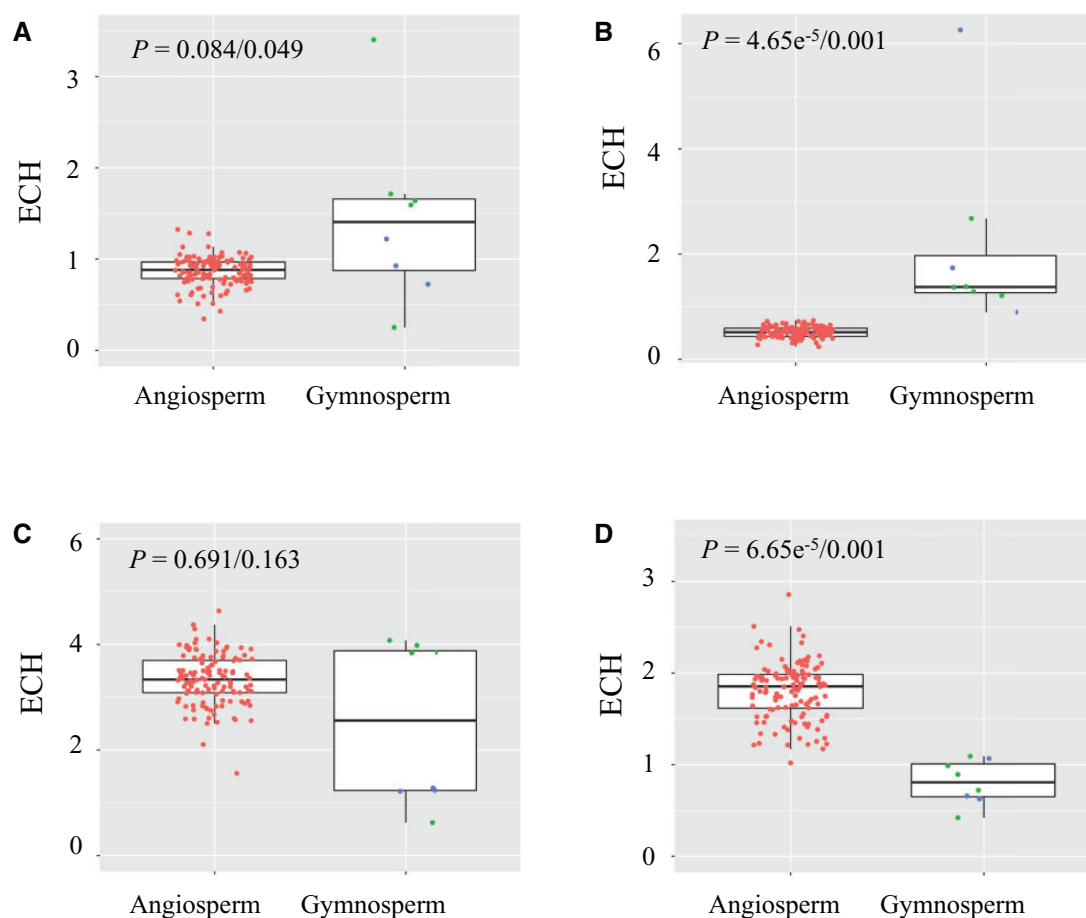 A
P = 0.084/0.049
ECH
3
2
1
0
Angiosperm Gymnosperm
B
P = 4.65e-5/0.001
ECH
6
4
2
0
Angiosperm Gymnosperm
C
P = 0.691/0.163
ECH
6
4
2
0
Angiosperm Gymnosperm
D
P = 6.65e-5/0.001
ECH
3
2
1
0
Angiosperm Gymnosperm